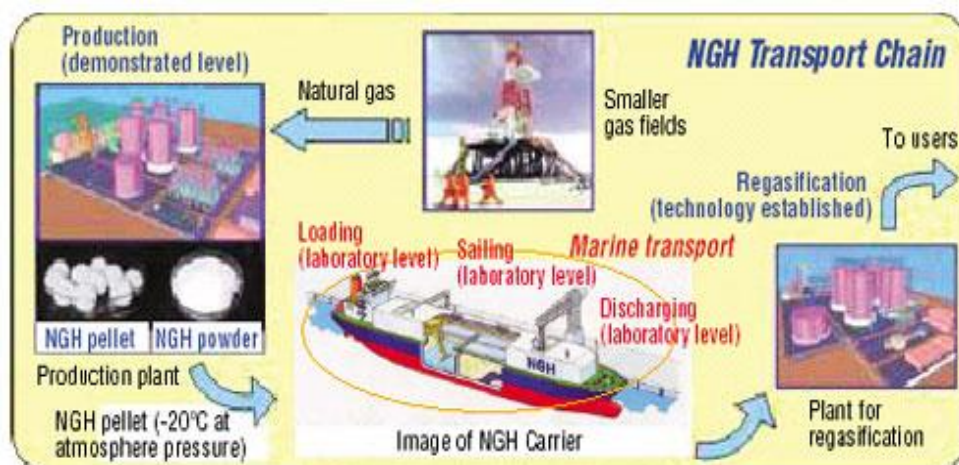 NGH Transport Chain
Production
(demonstrated level)
Natural gas
Smaller
gas fields
To users
Regasification
(technology established)
Loading
(laboratory level)
Sailing
(laboratory level)
Marine transport
Discharging
(laboratory level)
NGH
NGH pellet
NGH powder
Production plant
NGH pellet (-20°C at
atmosphere pressure)
Image of NGH Carrier
Plant for
regasification